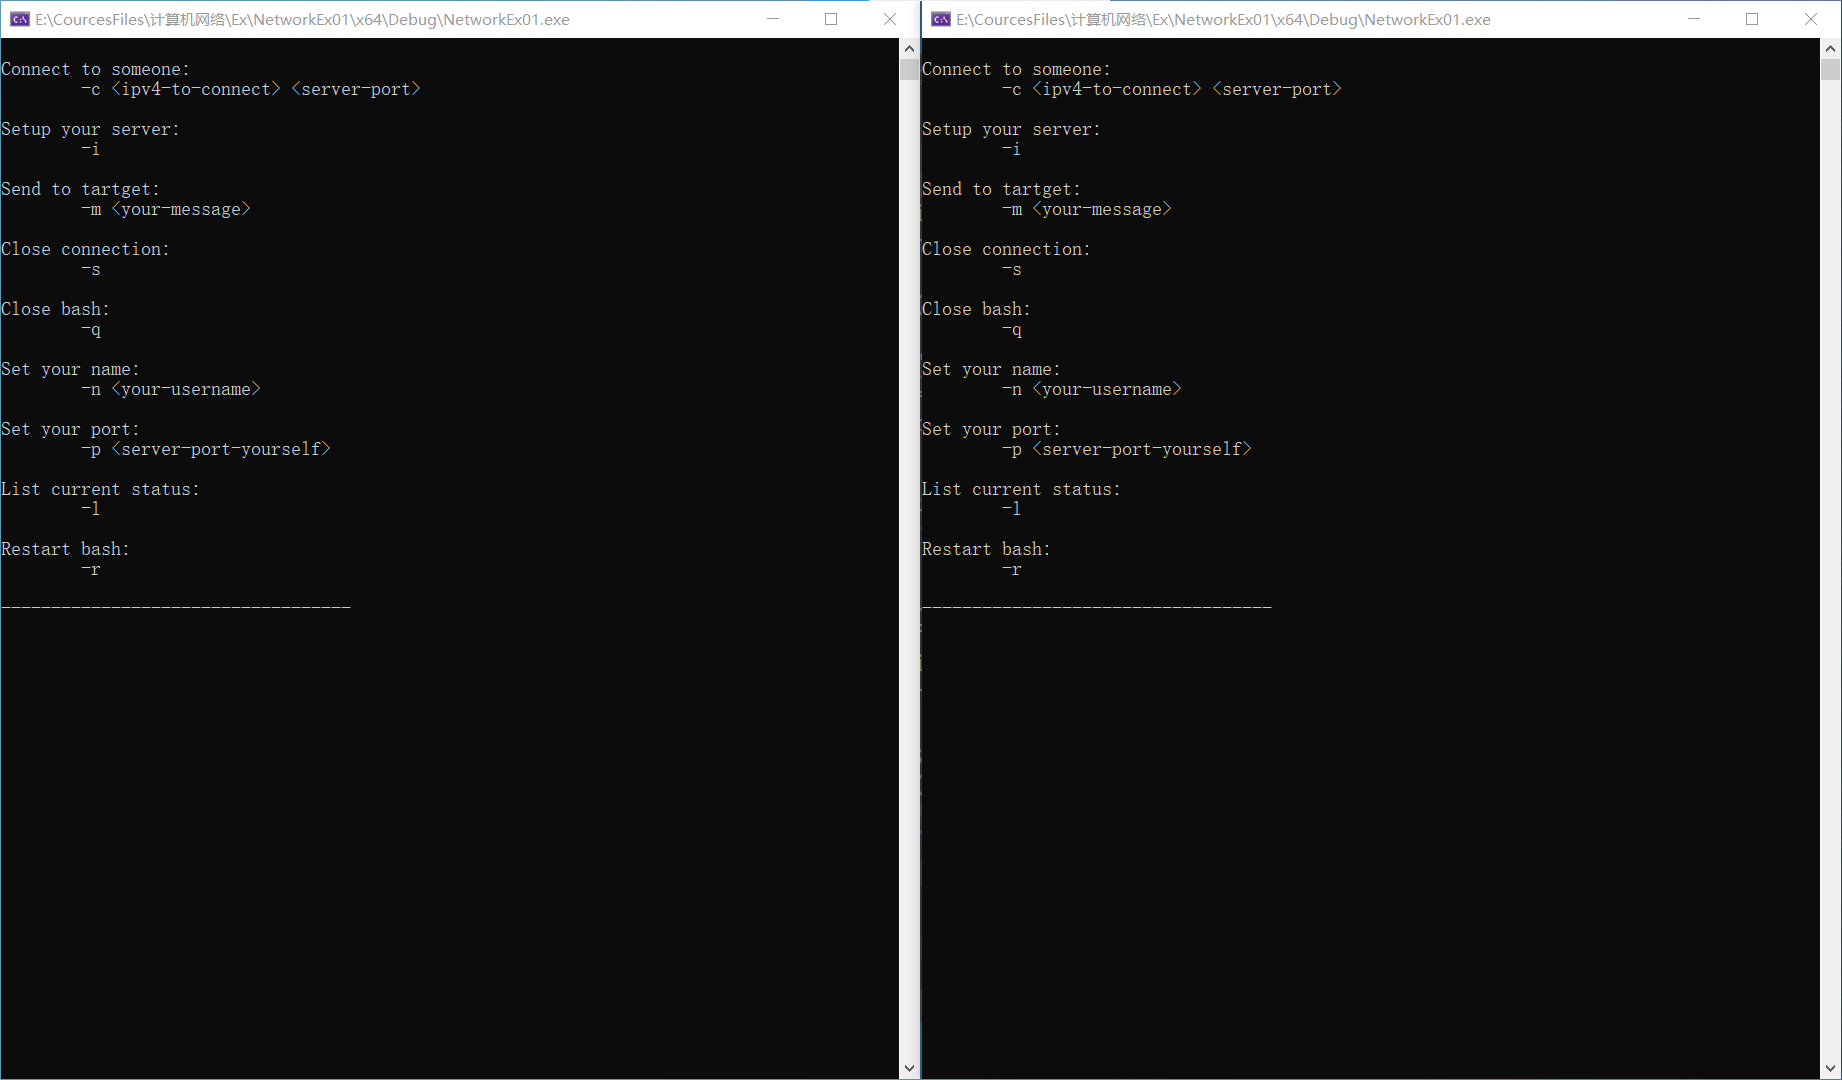 E:\CourcesFiles\计算机网络\Ex\NetworkEx01\x64\Debug\NetworkEx01.exe
Connect to someone:
-c <ipv4-to-connect> <server-port>
Setup your server:
-i
Send to tartget:
-m <your-message>
Close connection:
-s
Close bash:
-q
Set your name:
-n <your-username>
Set your port:
-p <server-port-yourself>
List current status:
-l
Restart bash:
-r
-----------------------------------
E:\CourcesFiles\计算机网络\Ex\NetworkEx01\x64\Debug\NetworkEx01.exe
Connect to someone:
-c <ipv4-to-connect> <server-port>
Setup your server:
-i
Send to tartget:
-m <your-message>
Close connection:
-s
Close bash:
-q
Set your name:
-n <your-username>
Set your port:
-p <server-port-yourself>
List current status:
-l
Restart bash:
-r
-----------------------------------